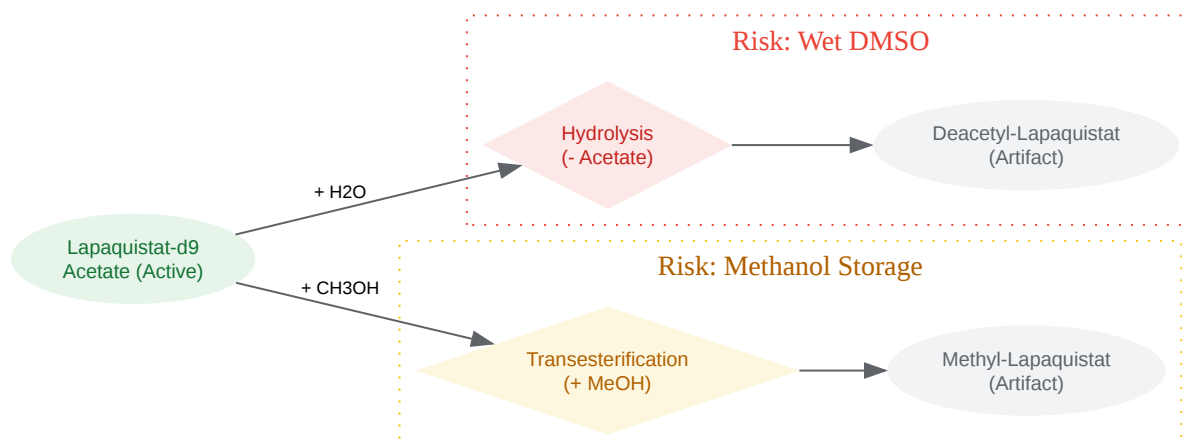 Risk: Wet DMSO
Hydrolysis
(- Acetate)
Deacetyl-Lapaquistat
(Artifact)
+ H2O
Lapaquistat-d9
Acetate (Active)
+ CH3OH
Risk: Methanol Storage
Transesterification
(+ MeOH)
Methyl-Lapaquistat
(Artifact)